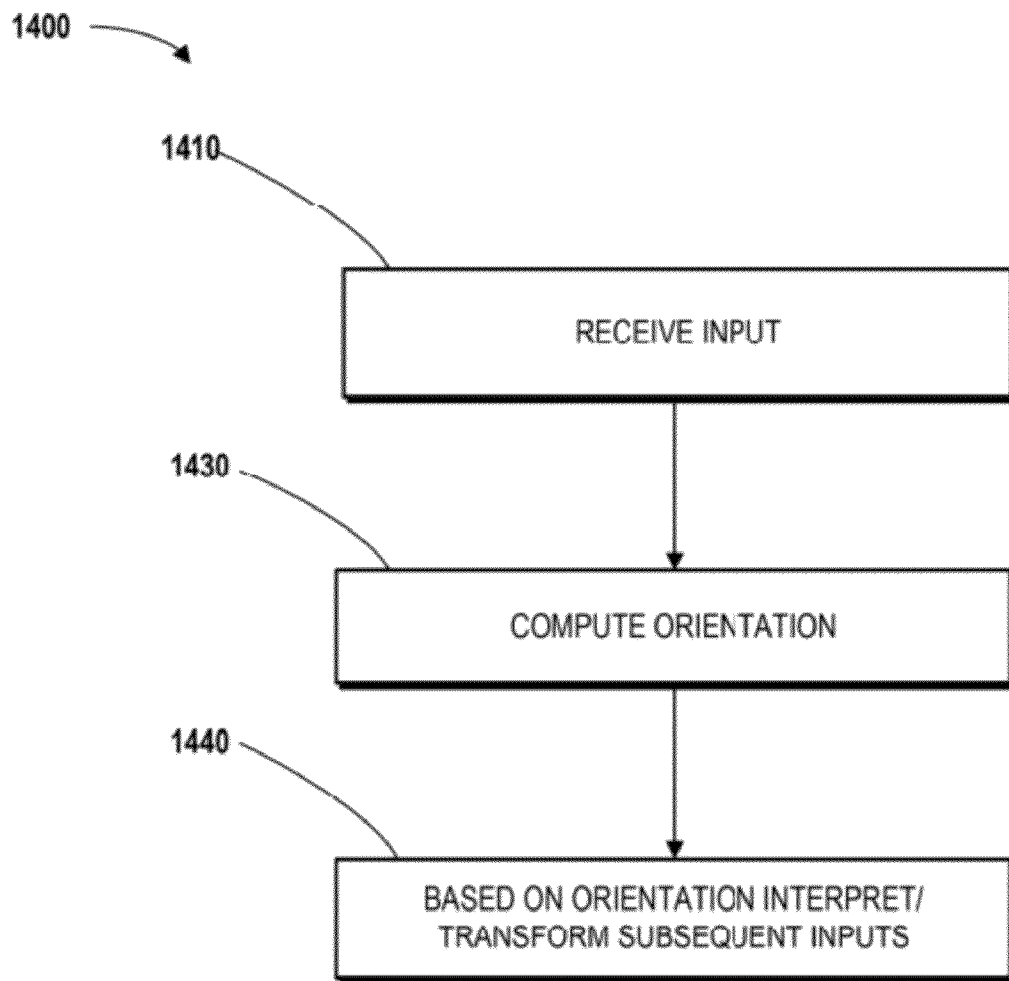 1400
1410
RECEIVE INPUT
1430
COMPUTE ORIENTATION
1440
BASED ON ORIENTATION INTERPRET/
TRANSFORM SUBSEQUENT INPUTS